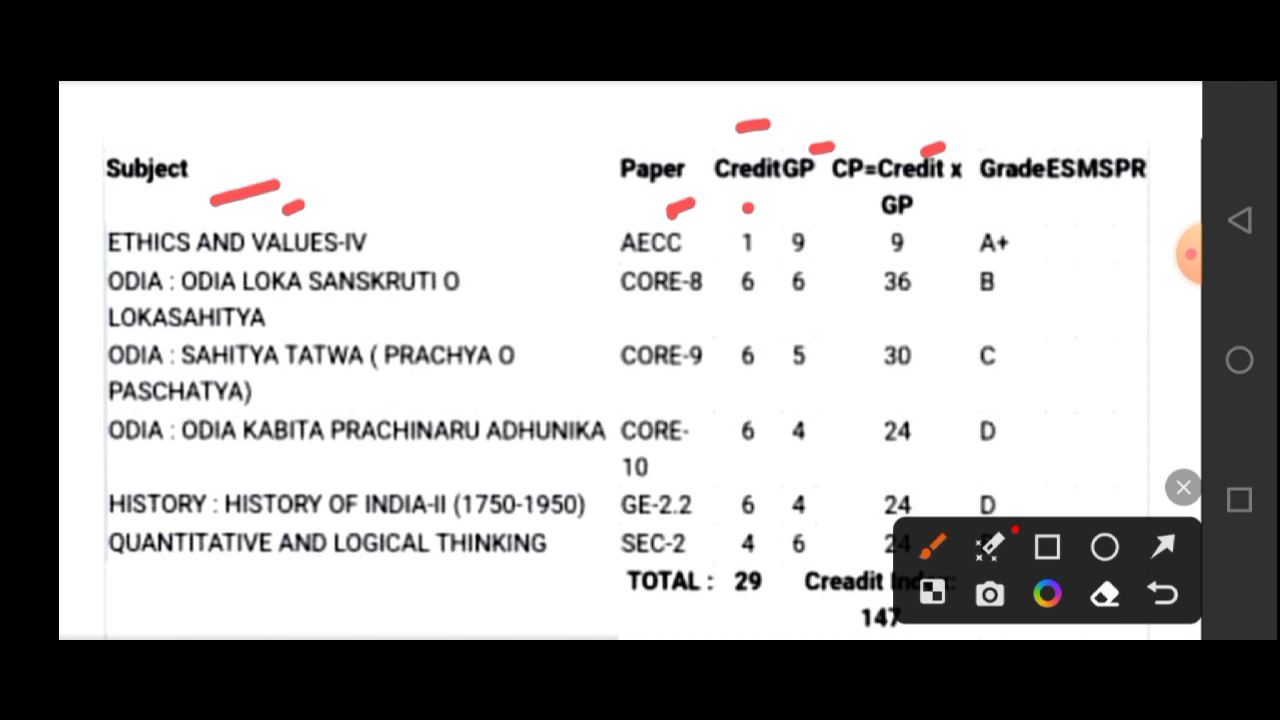 Subject Paper Credit GP CP=Credit x Grade ESMSPR
GP
ETHICS AND VALUES-IV AECC 1 9 9 A+
ODIA : ODIA LOKA SANSKRUTI O CORE-8 6 6 36 B
LOKASAHITYA
ODIA : SAHITYA TATWA ( PRACHYA O CORE-9 6 5 30 C
PASCHATYA)
ODIA : ODIA KABITA PRACHINARU ADHUNIKA CORE- 6 4 24 D
10
HISTORY : HISTORY OF INDIA-II (1750-1950) GE-2.2 6 4 24 D
QUANTITATIVE AND LOGICAL THINKING SEC-2 4 6 24
TOTAL : 29 Creadit Index:
147